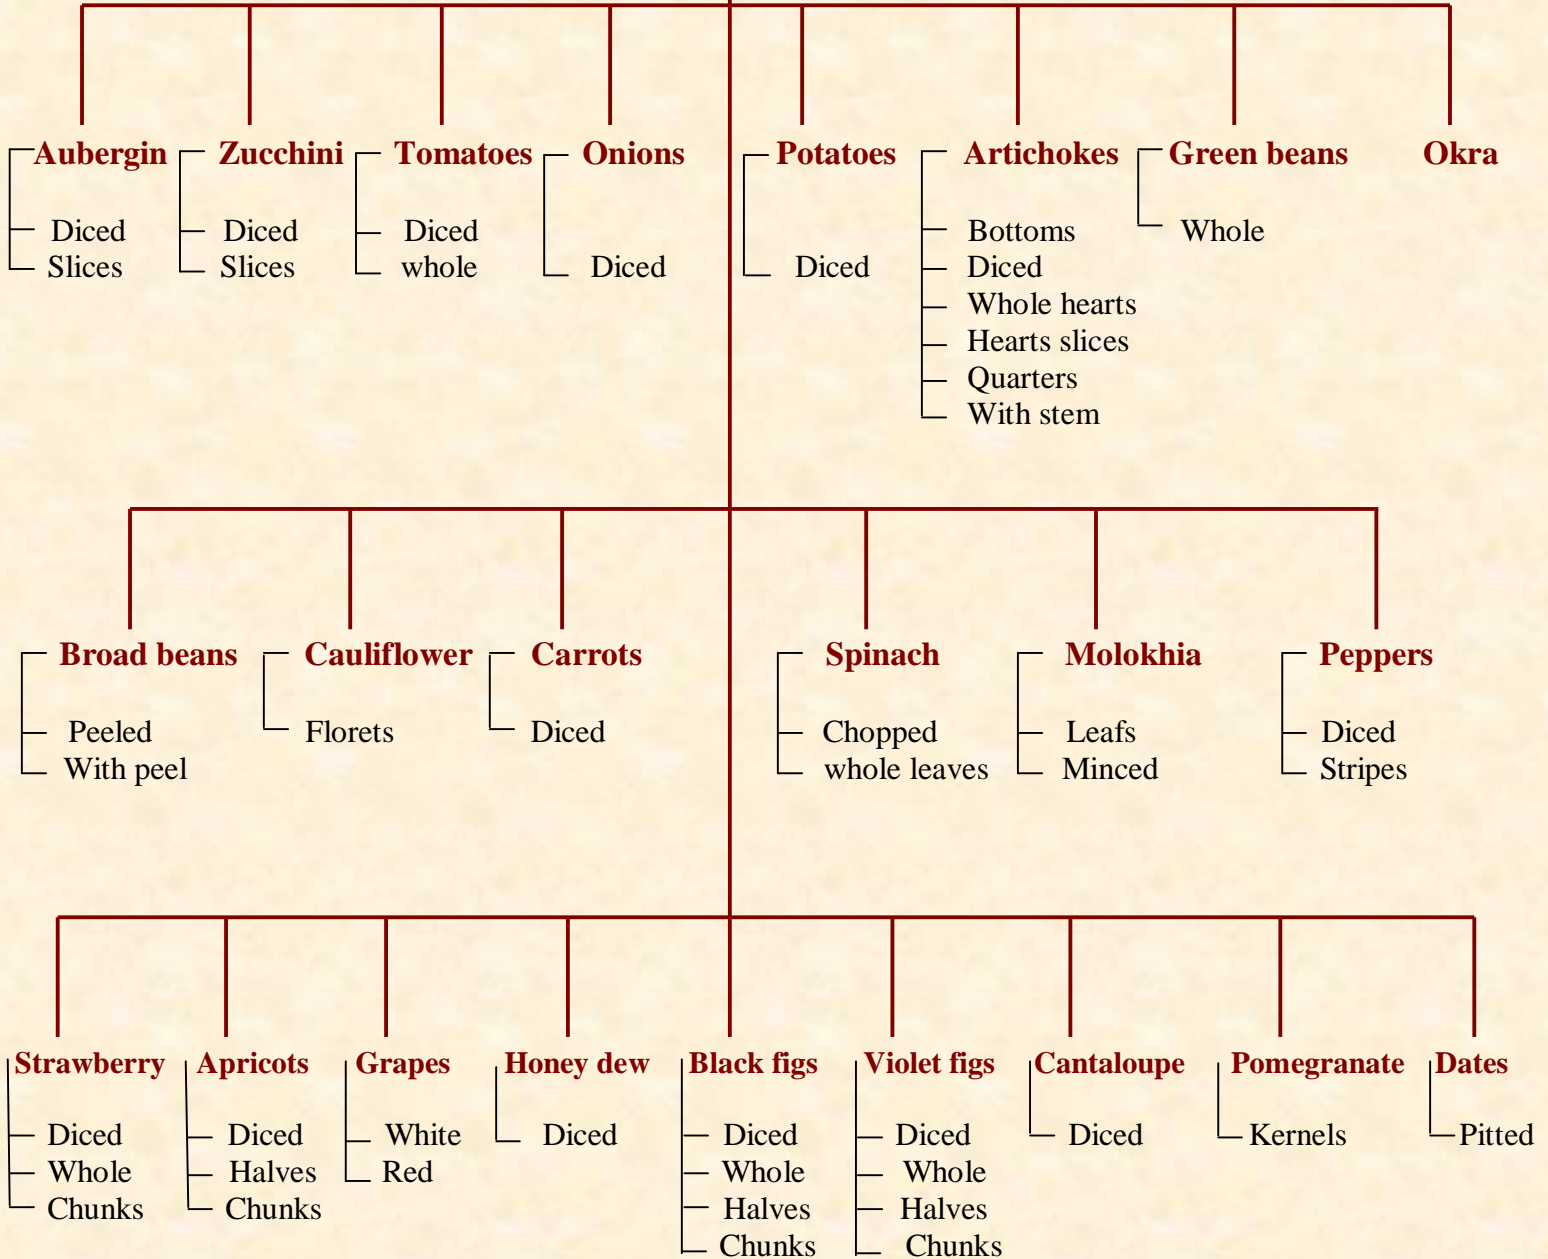 Aubergin
Diced
Slices
Zucchini
Diced
Slices
Tomatoes
Diced
whole
Onions
Diced
Potatoes
Diced
Artichokes
Bottoms
Diced
Whole hearts
Hearts slices
Quarters
With stem
Green beans
Whole
Okra
Broad beans
Peeled
With peel
Cauliflower
Florets
Carrots
Diced
Spinach
Chopped
whole leaves
Molokhia
Leafs
Minced
Peppers
Diced
Stripes
Strawberry
Diced
Whole
Chunks
Apricots
Diced
Halves
Chunks
Grapes
White
Red
Honey dew
Diced
Black figs
Diced
Whole
Halves
Chunks
Violet figs
Diced
Whole
Halves
Chunks
Cantaloupe
Diced
Pomegranate
Kernels
Dates
Pitted